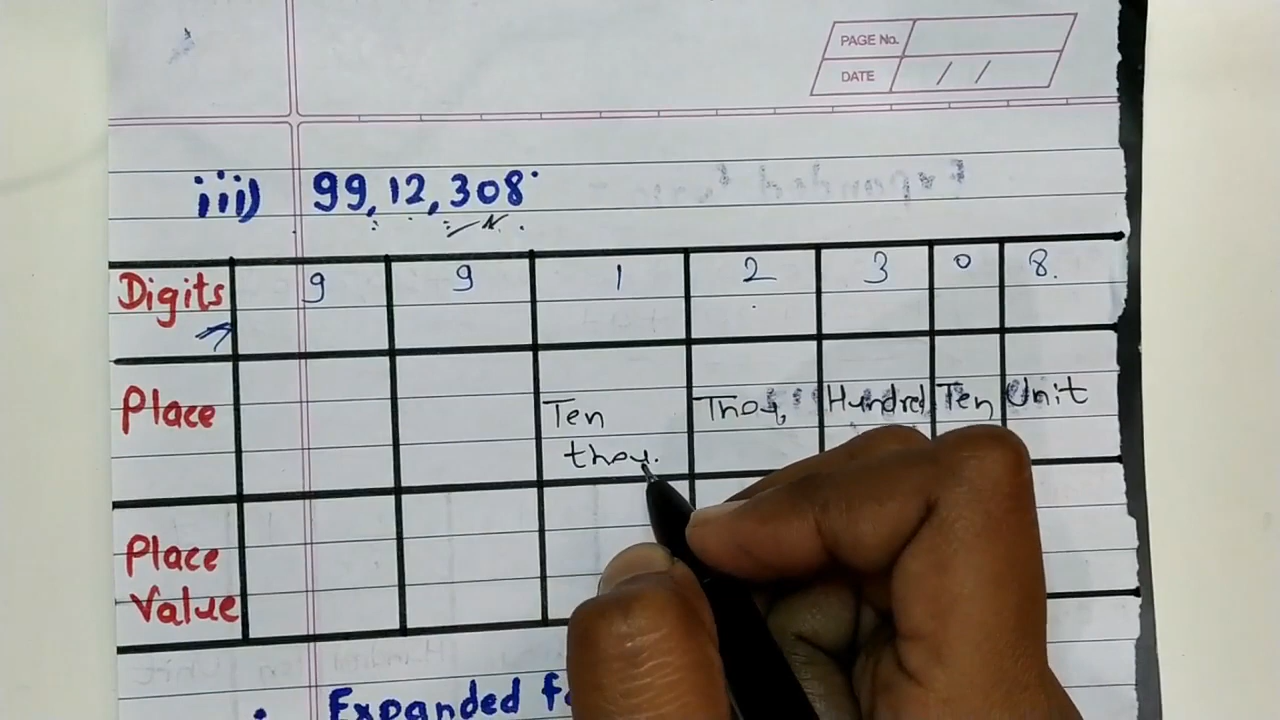 PAGE No.
DATE / /
iii) 99,12,308.
Digits 9 9 1 2 3 0 8.
Place Ten thou. Thou. Hundred Ten Unit
Place
Value
Expanded